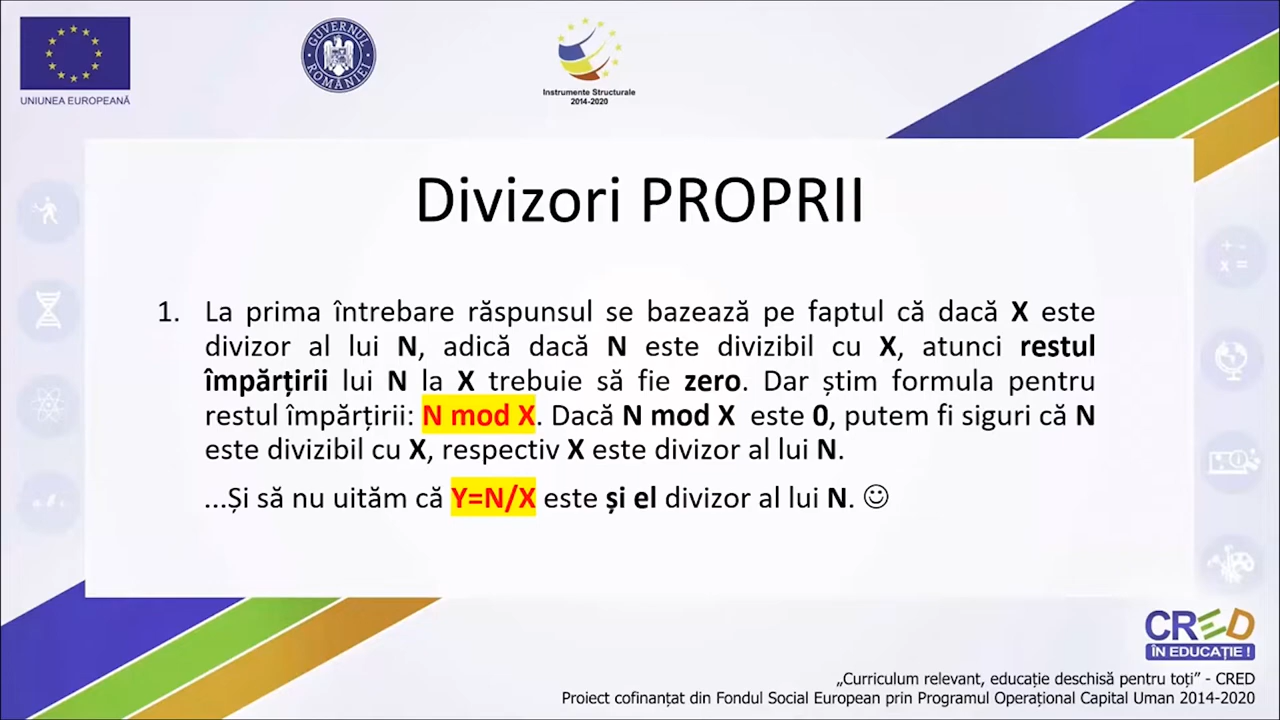 UNIUNEA EUROPEANĂ
GUVERNUL ROMÂNIEI
Instrumente Structurale
2014-2020
Divizori PROPRII
1. La prima întrebare răspunsul se bazează pe faptul că dacă X este
divizor al lui N, adică dacă N este divizibil cu X, atunci restul
împărțirii lui N la X trebuie să fie zero. Dar știm formula pentru
restul împărțirii: N mod X. Dacă N mod X este 0, putem fi siguri că N
este divizibil cu X, respectiv X este divizor al lui N.
...Și să nu uităm că Y=N/X este și el divizor al lui N. ☺
CRED
ÎN EDUCAȚIE !
„Curriculum relevant, educație deschisă pentru toți” - CRED
Proiect cofinanțat din Fondul Social European prin Programul Operațional Capital Uman 2014-2020